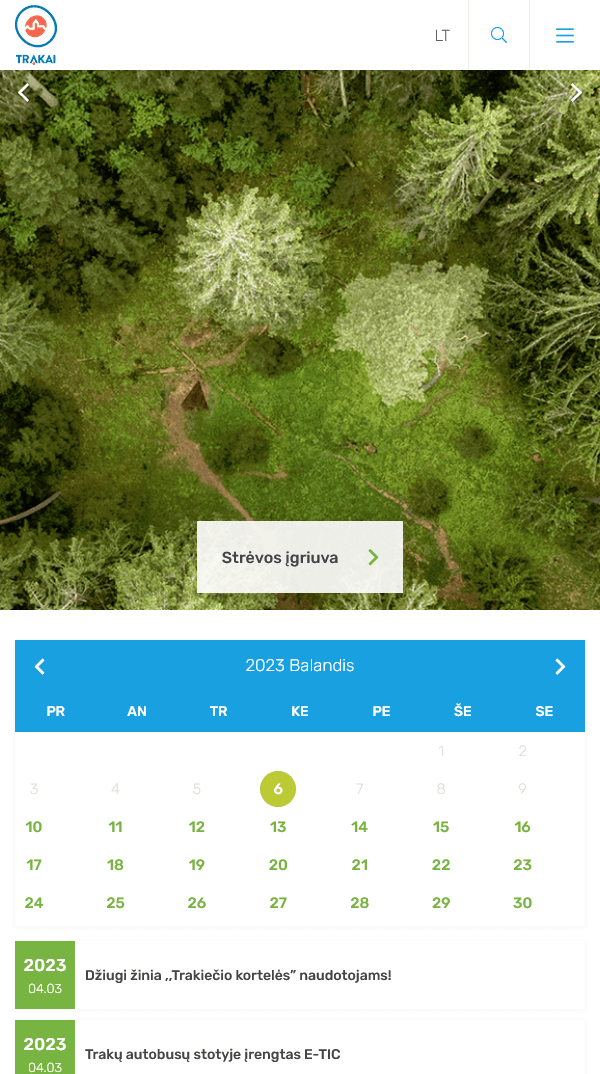 TRAKAI
LT
Strėvos įgriuva
2023 Balandis
PR AN TR KE PE ŠE SE
1 2
3 4 5 6 7 8 9
10 11 12 13 14 15 16
17 18 19 20 21 22 23
24 25 26 27 28 29 30
2023
04.03
Džiugi žinia ,,Trakiečio kortelės” naudotojams!
2023
04.03
Trakų autobusų stotyje įrengtas E-TIC